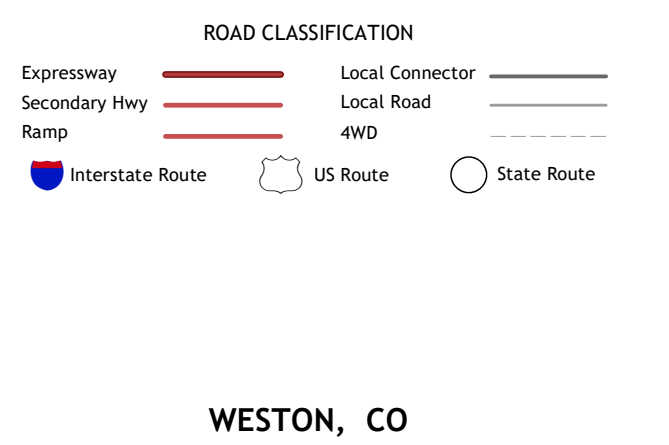 ROAD CLASSIFICATION
Expressway
Secondary Hwy
Ramp
Local Connector
Local Road
4WD
Interstate Route
US Route
State Route
WESTON, CO